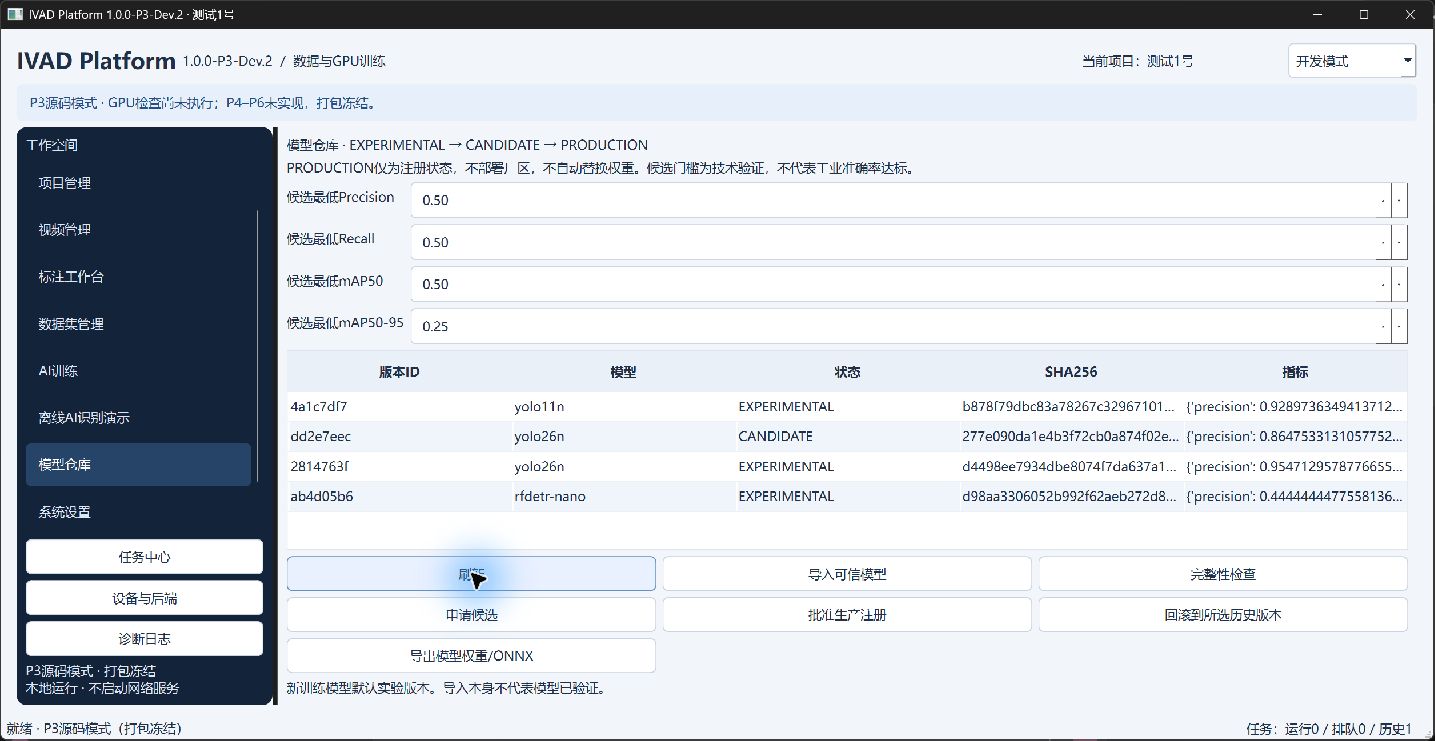 IVAD Platform 1.0.0-P3-Dev.2 · 测试1号
IVAD Platform 1.0.0-P3-Dev.2 / 数据与GPU训练
当前项目：测试1号
开发模式
P3源码模式 · GPU检查尚未执行；P4–P6未实现，打包冻结。
工作空间
项目管理
视频管理
标注工作台
数据集管理
AI训练
离线AI识别演示
模型仓库
系统设置
任务中心
设备与后端
诊断日志
P3源码模式 · 打包冻结
本地运行 · 不启动网络服务
模型仓库 · EXPERIMENTAL → CANDIDATE → PRODUCTION
PRODUCTION仅为注册状态，不部署厂区，不自动替换权重。候选门槛为技术验证，不代表工业准确率达标。
候选最低Precision 0.50
候选最低Recall 0.50
候选最低mAP50 0.50
候选最低mAP50-95 0.25
版本ID 模型 状态 SHA256 指标
4a1c7df7 yolo11n EXPERIMENTAL b878f79dbc83a78267c32967101... {'precision': 0.9289736349413712...
dd2e7eec yolo26n CANDIDATE 277e090da1e4b3f72cb0a874f02e... {'precision': 0.8647533131057752...
2814763f yolo26n EXPERIMENTAL d4498ee7934dbe8074f7da637a1... {'precision': 0.9547129578776655...
ab4d05b6 rfdetr-nano EXPERIMENTAL d98aa3306052b992f62aeb272d8... {'precision': 0.4444444477558136...
刷新 导入可信模型 完整性检查
申请候选 批准生产注册 回滚到所选历史版本
导出模型权重/ONNX
新训练模型默认实验版本。导入本身不代表模型已验证。
就绪 · P3源码模式（打包冻结）
任务：运行0 / 排队0 / 历史1